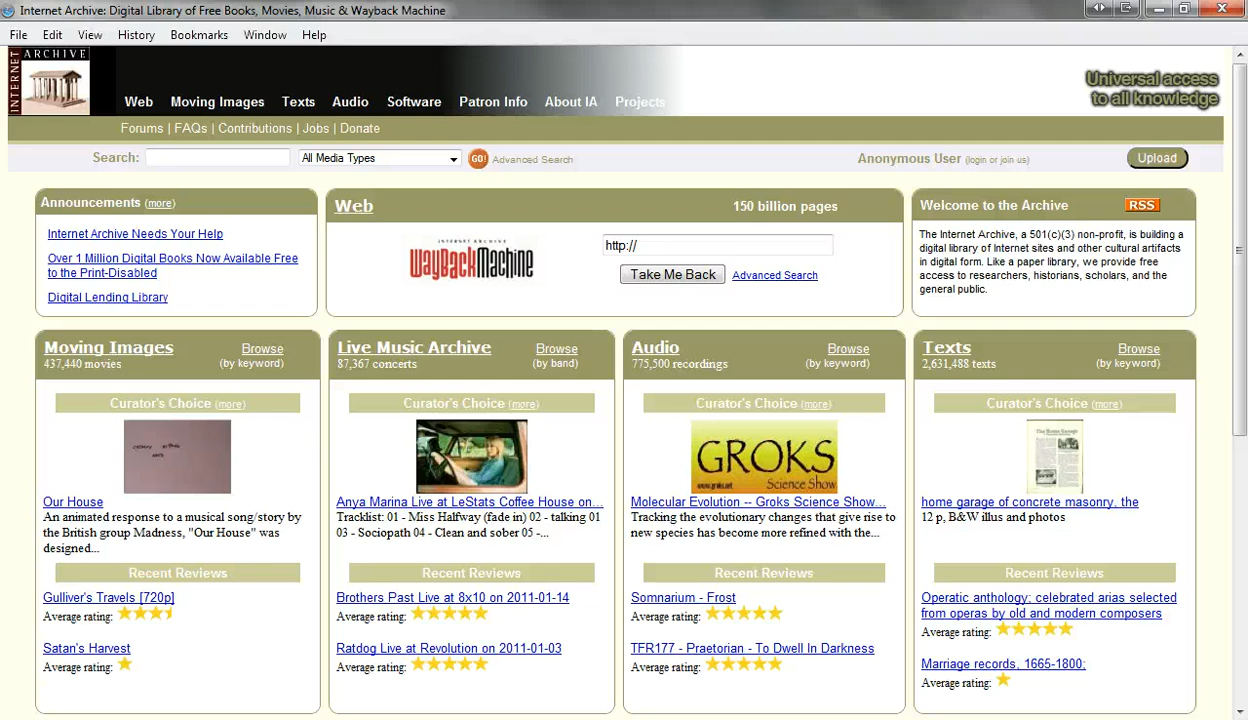 Internet Archive: Digital Library of Free Books, Movies, Music & Wayback Machine
File Edit View History Bookmarks Window Help
INTERNET
ARCHIVE
Universal access
to all knowledge
Web Moving Images Texts Audio Software Patron Info About IA Projects
Forums | FAQs | Contributions | Jobs | Donate
Search: All Media Types GO! Advanced Search Anonymous User (login or join us) Upload
Announcements (more)
Internet Archive Needs Your Help
Over 1 Million Digital Books Now Available Free
to the Print-Disabled
Digital Lending Library
Web 150 billion pages
INTERNET ARCHIVE
WayBackMachine
http://
Take Me Back Advanced Search
Welcome to the Archive RSS
The Internet Archive, a 501(c)(3) non-profit, is building a
digital library of Internet sites and other cultural artifacts
in digital form. Like a paper library, we provide free
access to researchers, historians, scholars, and the
general public.
Moving Images Browse
437,440 movies (by keyword)
Curator's Choice (more)
Our House
An animated response to a musical song/story by
the British group Madness, "Our House" was
designed...
Recent Reviews
Gulliver's Travels [720p]
Average rating:
Satan's Harvest
Average rating:
Live Music Archive Browse
87,367 concerts (by band)
Curator's Choice (more)
Anya Marina Live at LeStats Coffee House on...
Tracklist: 01 - Miss Halfway (fade in) 02 - talking 01
03 - Sociopath 04 - Clean and sober 05 -...
Recent Reviews
Brothers Past Live at 8x10 on 2011-01-14
Average rating:
Ratdog Live at Revolution on 2011-01-03
Average rating:
Audio Browse
775,500 recordings (by keyword)
Curator's Choice (more)
GROKS
www.groks.net Science Show
Molecular Evolution -- Groks Science Show...
Tracking the evolutionary changes that give rise to
new species has become more refined with the...
Recent Reviews
Somnarium - Frost
Average rating:
TFR177 - Praetorian - To Dwell In Darkness
Average rating:
Texts Browse
2,631,488 texts (by keyword)
Curator's Choice (more)
home garage of concrete masonry, the
12 p, B&W illus and photos
Recent Reviews
Operatic anthology; celebrated arias selected
from operas by old and modern composers
Average rating:
Marriage records, 1665-1800;
Average rating: